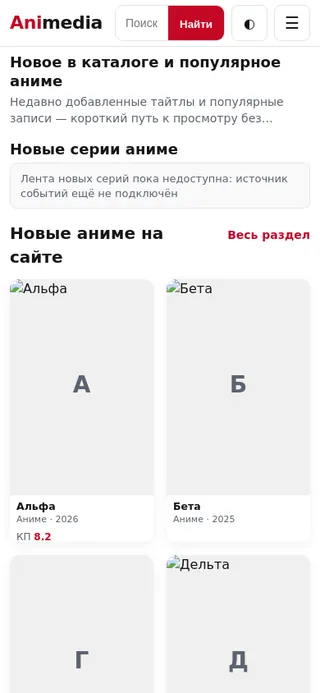 Animedia
Поиск
Найти
Новое в каталоге и популярное
аниме
Недавно добавленные тайтлы и популярные
записи — короткий путь к просмотру без...
Новые серии аниме
Лента новых серий пока недоступна: источник
событий ещё не подключён
Новые аниме на
сайте
Весь раздел
Альфа
Бета
А
Б
Альфа
Аниме · 2026
КП 8.2
Бета
Аниме · 2025
Дельта
Г
Д